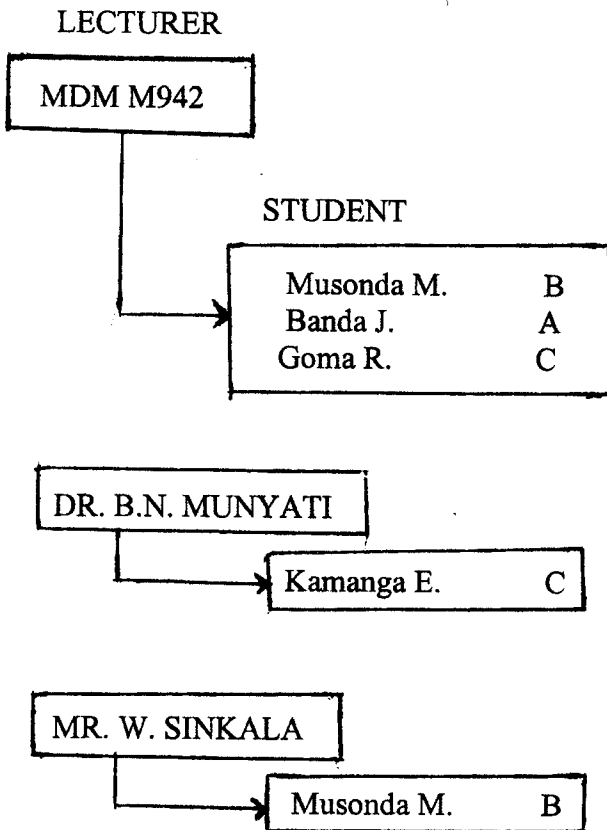 LECTURER
MDM M942
STUDENT
Musonda M. B
Banda J. A
Goma R. C
DR. B.N. MUNYATI
Kamanga E. C
MR. W. SINKALA
Musonda M. B